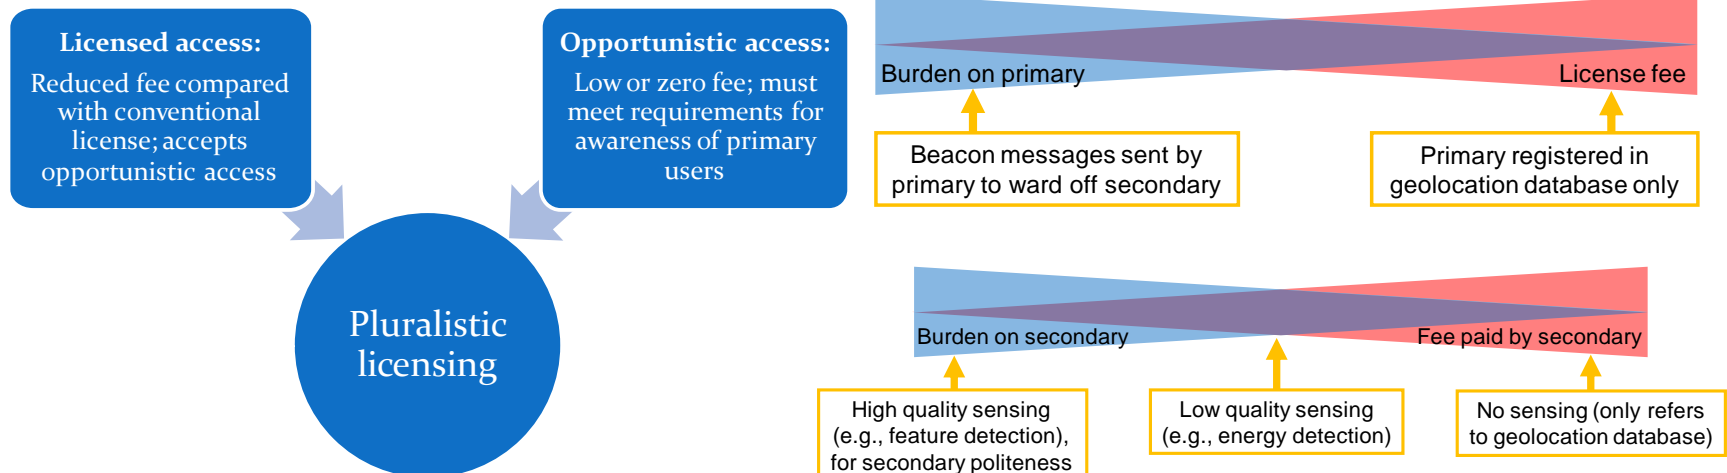 Licensed access:
Reduced fee compared
with conventional
license; accepts
opportunistic access
Opportunistic access:
Low or zero fee; must
meet requirements for
awareness of primary
users
Pluralistic
licensing
Burden on primary
License fee
Beacon messages sent by
primary to ward off secondary
Primary registered in
geolocation database only
Burden on secondary
Fee paid by secondary
High quality sensing
(e.g., feature detection),
for secondary politeness
Low quality sensing
(e.g., energy detection)
No sensing (only refers
to geolocation database)